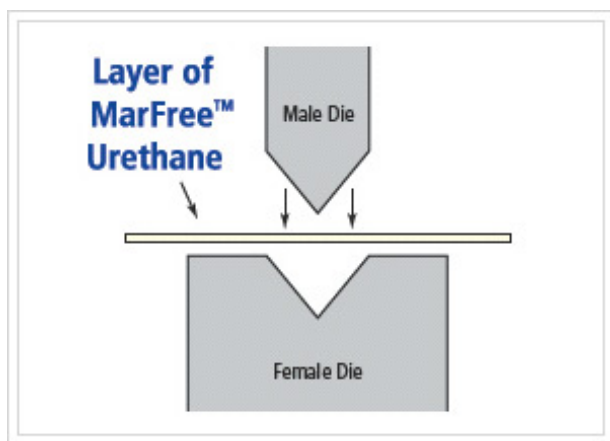 Layer of
MarFree™
Urethane
Male Die
Female Die